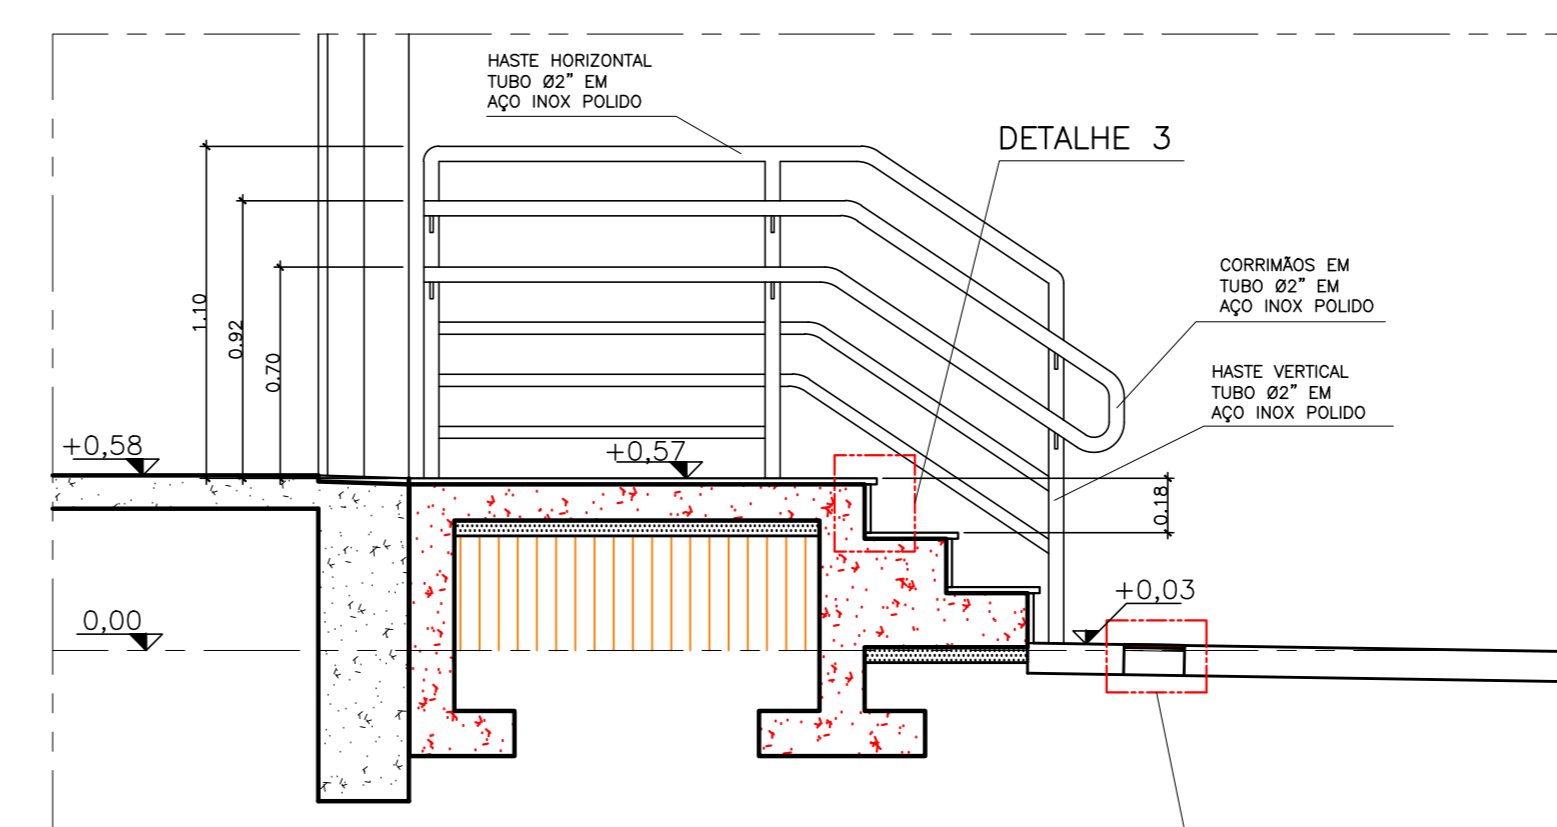 HASTE HORIZONTAL
TUBO Ø2" EM
AÇO INOX POLIDO
DETALHE 3
CORRIMÃOS EM
TUBO Ø2" EM
AÇO INOX POLIDO
HASTE VERTICAL
TUBO Ø2" EM
AÇO INOX POLIDO
1.10
0.92
0.70
+0,58
+0,57
0.18
+0,03
0,00